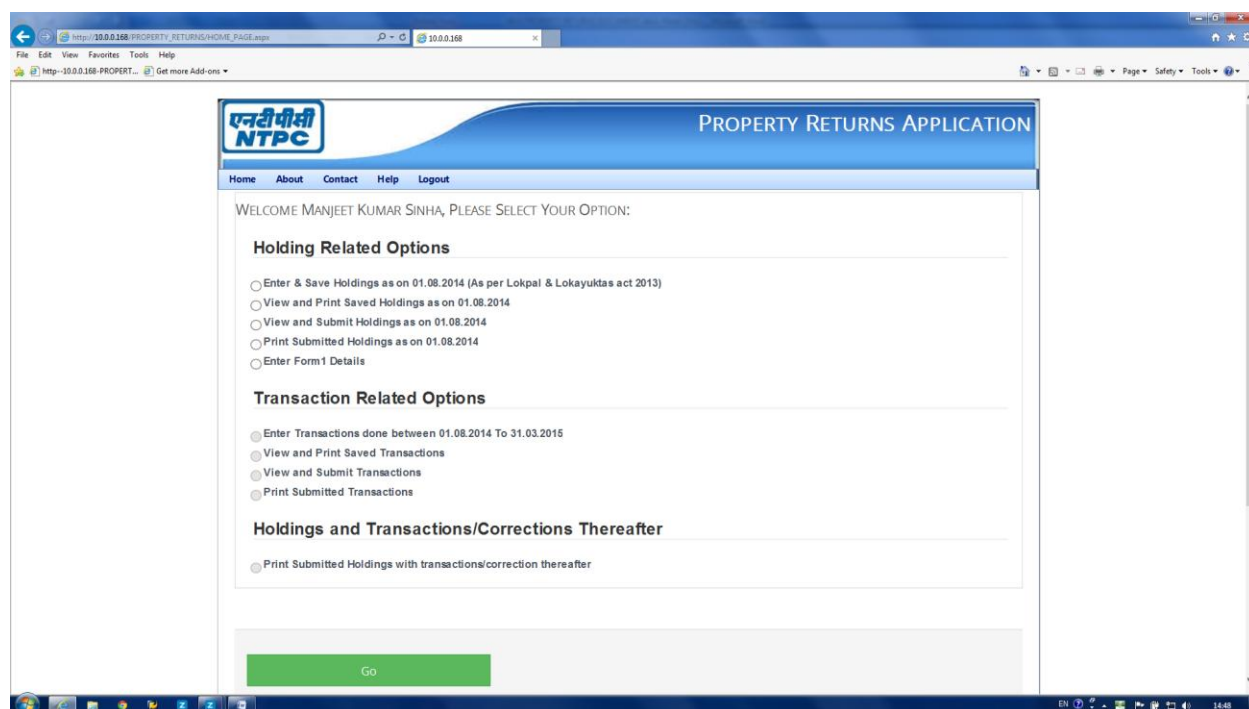 http://10.0.0.168/PROPERTY_RETURNS/HOME_PAGE.aspx
10.0.0.168
File Edit View Favorites Tools Help
http--10.0.0.168-PROPERT... Get more Add-ons
Page Safety Tools
एनटीपीसी
NTPC
PROPERTY RETURNS APPLICATION
Home About Contact Help Logout
WELCOME MANJEET KUMAR SINHA, PLEASE SELECT YOUR OPTION:
Holding Related Options
Enter & Save Holdings as on 01.08.2014 (As per Lokpal & Lokayuktas act 2013)
View and Print Saved Holdings as on 01.08.2014
View and Submit Holdings as on 01.08.2014
Print Submitted Holdings as on 01.08.2014
Enter Form1 Details
Transaction Related Options
Enter Transactions done between 01.08.2014 To 31.03.2015
View and Print Saved Transactions
View and Submit Transactions
Print Submitted Transactions
Holdings and Transactions/Corrections Thereafter
Print Submitted Holdings with transactions/correction thereafter
Go
EN 14:48